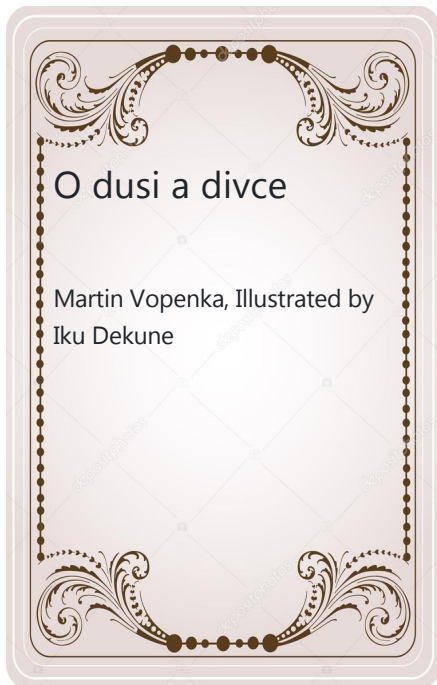 O dusi a divce
Martin Vopenka, Illustrated by
Iku Dekune